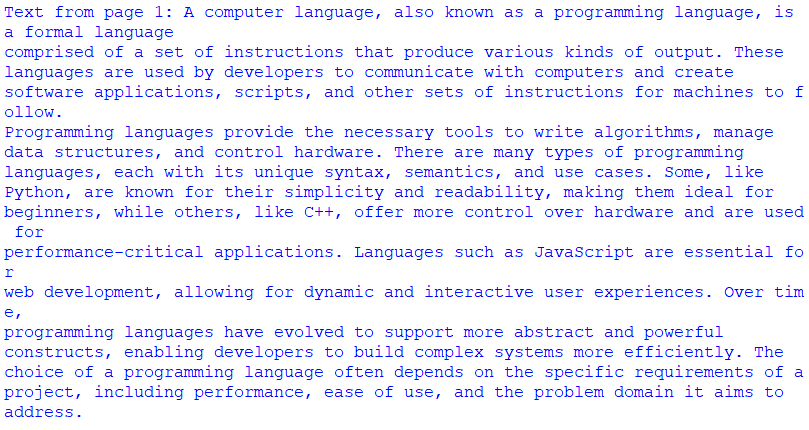 Text from page 1: A computer language, also known as a programming language, is
a formal language
comprised of a set of instructions that produce various kinds of output. These
languages are used by developers to communicate with computers and create
software applications, scripts, and other sets of instructions for machines to f
ollow.
Programming languages provide the necessary tools to write algorithms, manage
data structures, and control hardware. There are many types of programming
languages, each with its unique syntax, semantics, and use cases. Some, like
Python, are known for their simplicity and readability, making them ideal for
beginners, while others, like C++, offer more control over hardware and are used
 for
performance-critical applications. Languages such as JavaScript are essential fo
r
web development, allowing for dynamic and interactive user experiences. Over tim
e,
programming languages have evolved to support more abstract and powerful
constructs, enabling developers to build complex systems more efficiently. The
choice of a programming language often depends on the specific requirements of a
project, including performance, ease of use, and the problem domain it aims to
address.